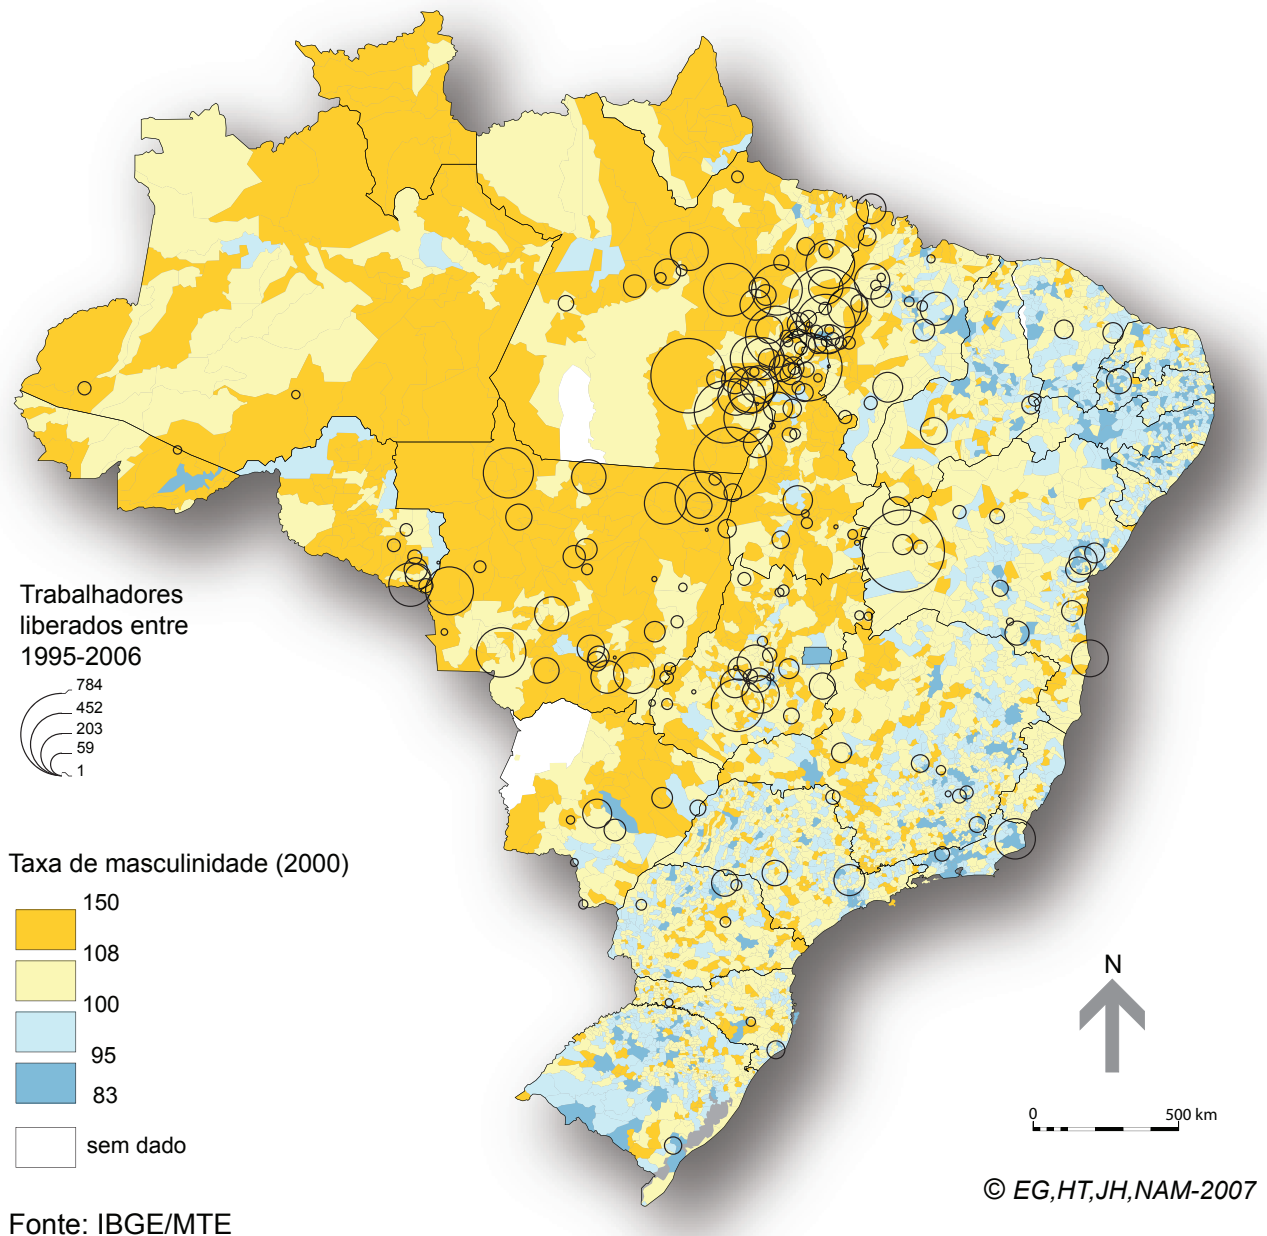 Trabalhadores
liberados entre
1995-2006
784
452
203
59
1
Taxa de masculinidade (2000)
150
108
100
95
83
sem dado
Fonte: IBGE/MTE
N
0 500 km
© EG,HT,JH,NAM-2007